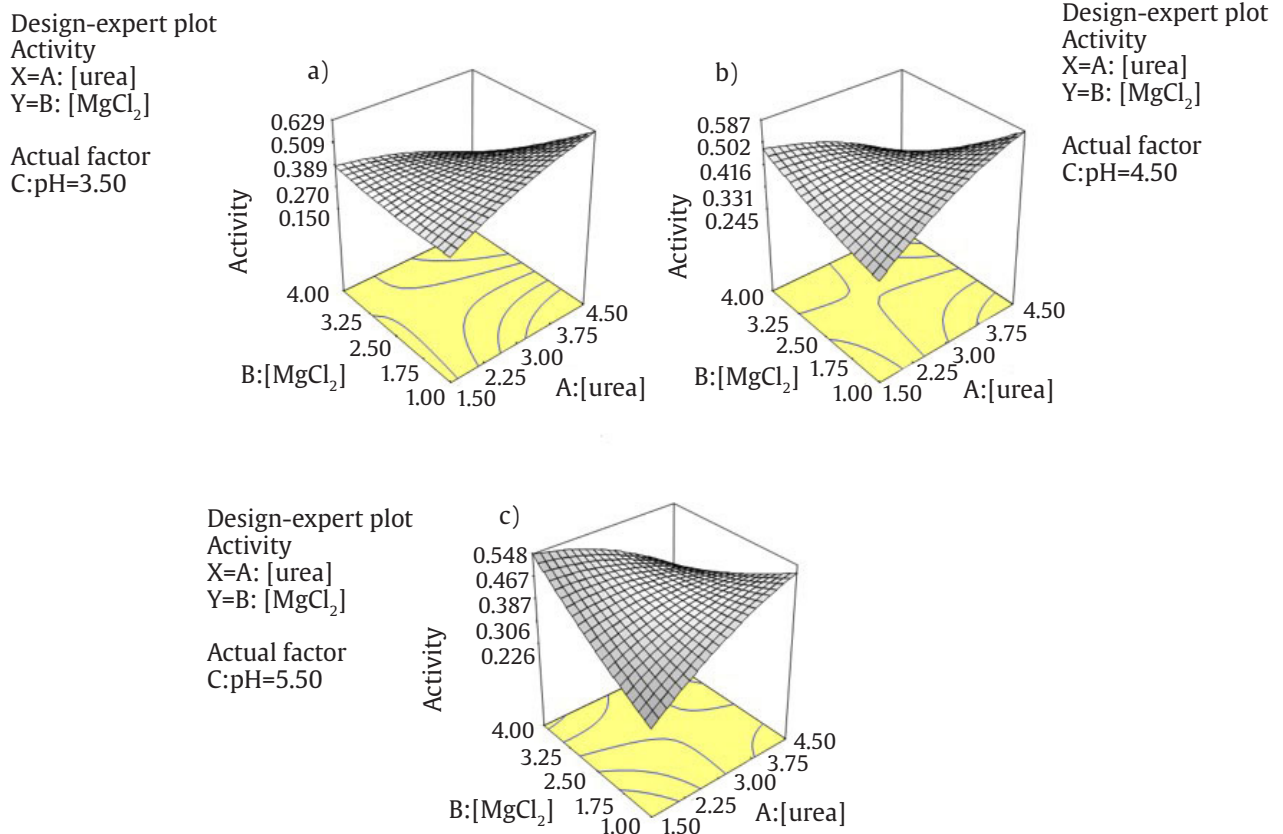 Design-expert plot
Activity
X=A: [urea]
Y=B: [MgCl₂]
Actual factor
C:pH=3.50
a)
0.629
0.509
0.389
0.270
0.150
Activity
4.00
3.25
2.50
1.75
1.00
B:[MgCl₂]
1.50
2.25
3.00
3.75
4.50
A:[urea]
b)
0.587
0.502
0.416
0.331
0.245
Activity
4.00
3.25
2.50
1.75
1.00
B:[MgCl₂]
1.50
2.25
3.00
3.75
4.50
A:[urea]
Design-expert plot
Activity
X=A: [urea]
Y=B: [MgCl₂]
Actual factor
C:pH=4.50
Design-expert plot
Activity
X=A: [urea]
Y=B: [MgCl₂]
Actual factor
C:pH=5.50
c)
0.548
0.467
0.387
0.306
0.226
Activity
4.00
3.25
2.50
1.75
1.00
B:[MgCl₂]
1.50
2.25
3.00
3.75
4.50
A:[urea]